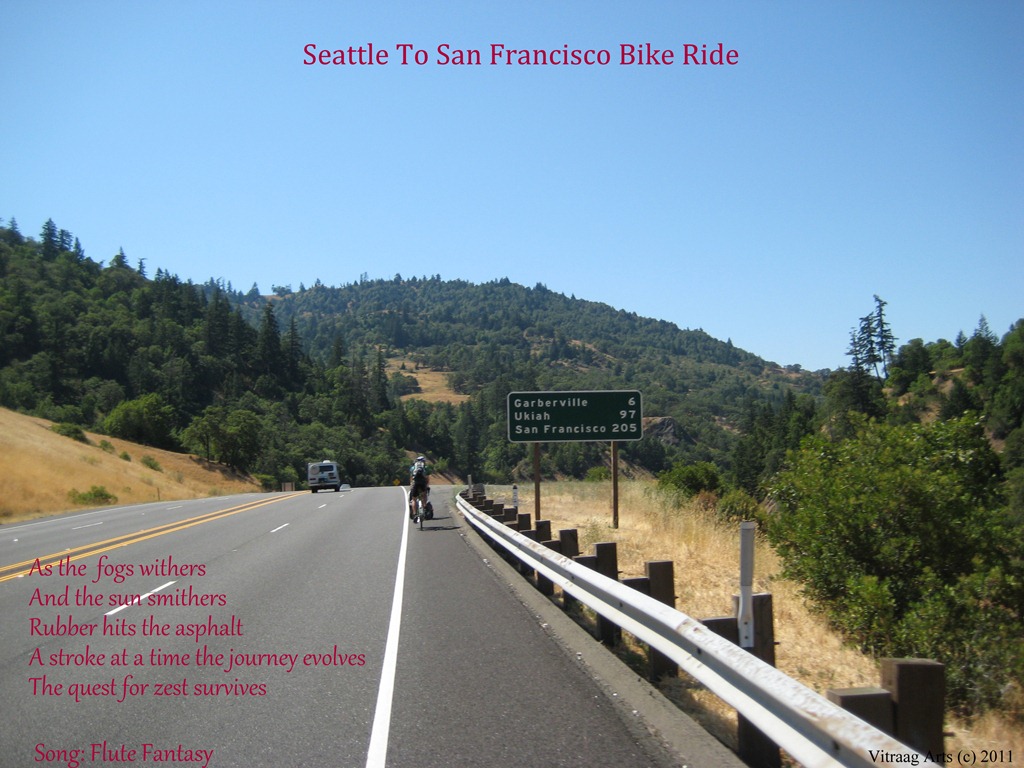 Seattle To San Francisco Bike Ride
Garberville 6
Ukiah 97
San Francisco 205
As the fogs withers
And the sun smithers
Rubber hits the asphalt
A stroke at a time the journey evolves
The quest for zest survives
Song: Flute Fantasy
Vitraag Arts (c) 2011